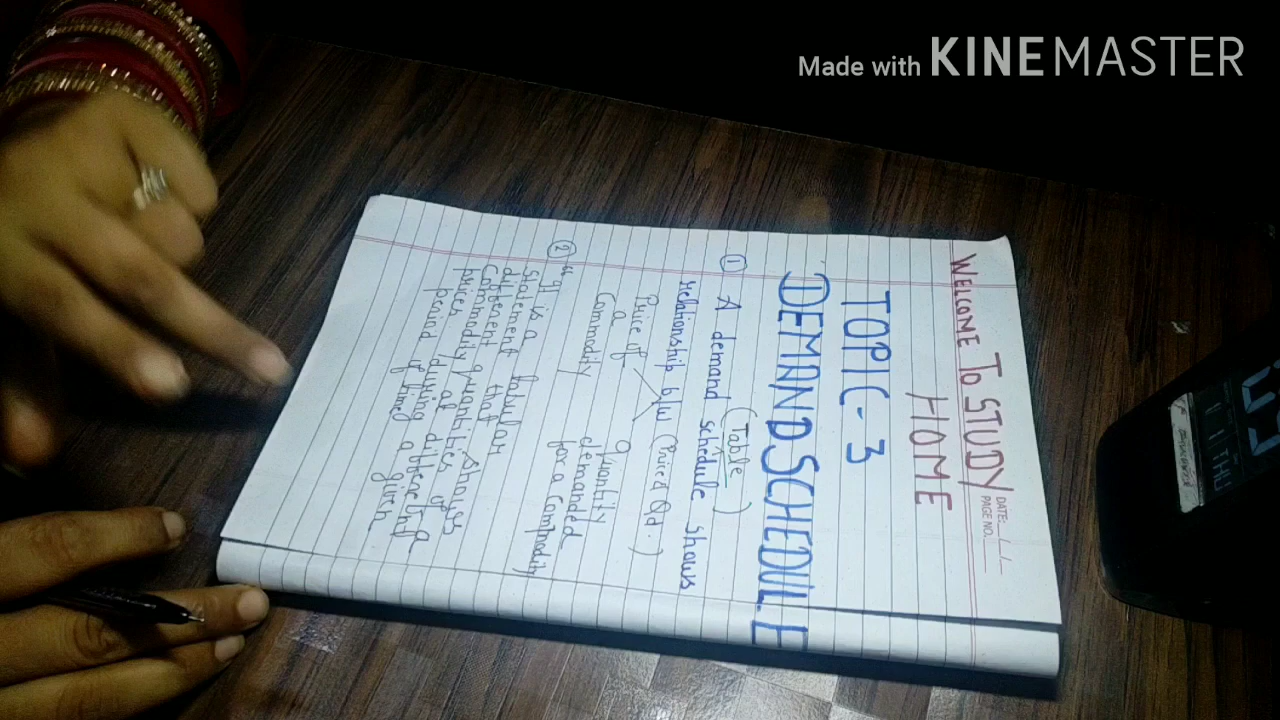 Made with KINEMASTER
WELCOME TO STUDY
HOME
DATE:
PAGE NO.
TOPIC-3
DEMAND SCHEDULE
(Table)
① A demand schedule shows
relationship b/w (Price & Qd.)
Price of quantity
a demanded
Commodity for a commodity
② "It is a tabular
statement that shows
different quantities of
Commodity at different
prices during a given
period of time
THU